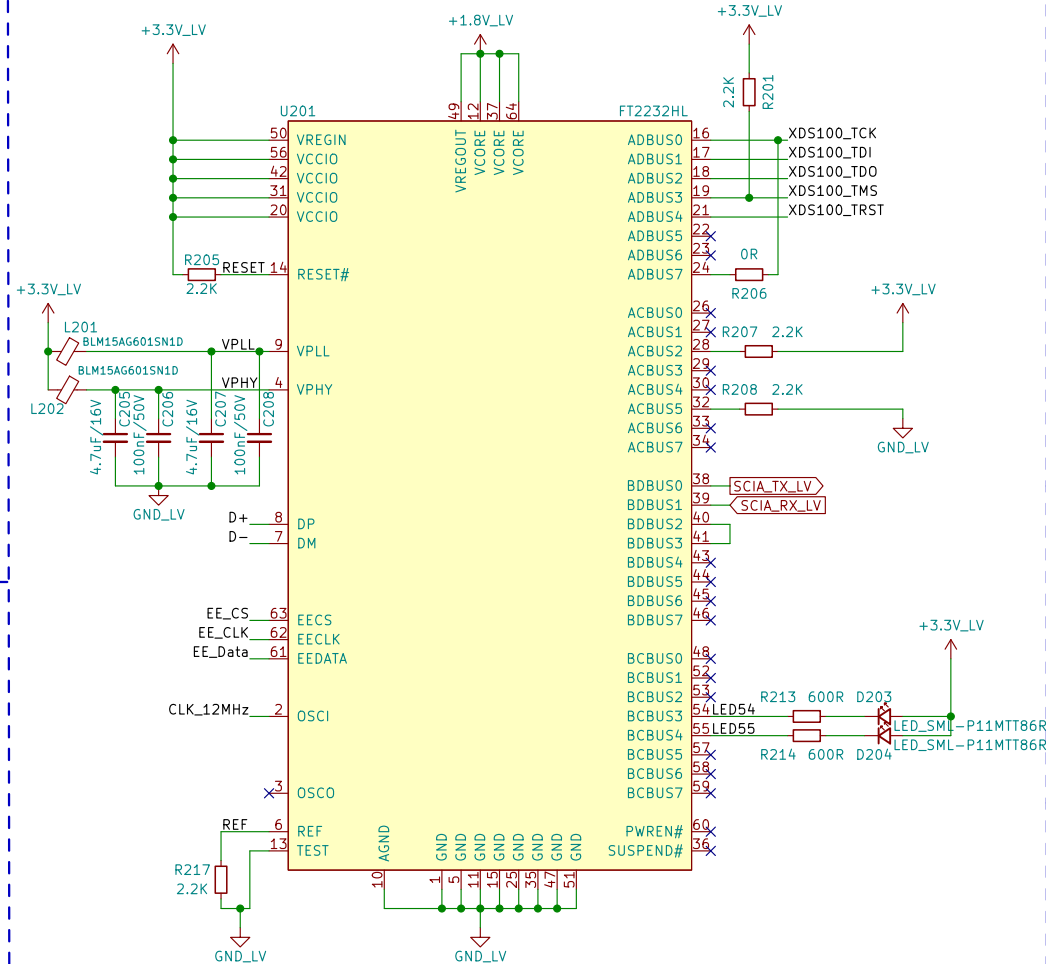 +3.3V_LV
+1.8V_LV
+3.3V_LV
2.2K
R201
U201
FT2232HL
49
12
37
64
VREGOUT
VCORE
VCORE
VCORE
50 VREGIN
56 VCCIO
42 VCCIO
31 VCCIO
20 VCCIO
R205
2.2K
RESET 14 RESET#
+3.3V_LV
L201
BLM15AG601SN1D
VPLL 9 VPLL
BLM15AG601SN1D
L202
VPHY 4 VPHY
4.7uF/16V
C205
100nF/50V
C206
4.7uF/16V
C207
100nF/50V
C208
GND_LV
D+ 8 DP
D- 7 DM
EE_CS 63 EECS
EE_CLK 62 EECLK
EE_Data 61 EEDATA
CLK_12MHz 2 OSCI
3 OSCO
REF 6 REF
13 TEST
R217
2.2K
GND_LV
AGND
GND
GND
GND
GND
GND
GND
GND
GND
10
1
5
11
15
25
35
47
51
GND_LV
ADBUS0 16 XDS100_TCK
ADBUS1 17 XDS100_TDI
ADBUS2 18 XDS100_TDO
ADBUS3 19 XDS100_TMS
ADBUS4 21 XDS100_TRST
ADBUS5 22
ADBUS6 23
ADBUS7 24
0R
R206
ACBUS0 26
ACBUS1 27
ACBUS2 28
R207 2.2K
+3.3V_LV
ACBUS3 29
ACBUS4 30
ACBUS5 32
R208 2.2K
GND_LV
ACBUS6 33
ACBUS7 34
BDBUS0 38 SCIA_TX_LV
BDBUS1 39 SCIA_RX_LV
BDBUS2 40
BDBUS3 41
BDBUS4 43
BDBUS5 44
BDBUS6 45
BDBUS7 46
BCBUS0 48
BCBUS1 52
BCBUS2 53
BCBUS3 54 LED54
BCBUS4 55 LED55
+3.3V_LV
R213 600R D203
LED_SML-P11MTT86R
LED_SML-P11MTT86R
R214 600R D204
BCBUS5 57
BCBUS6 58
BCBUS7 59
PWREN# 60
SUSPEND# 36